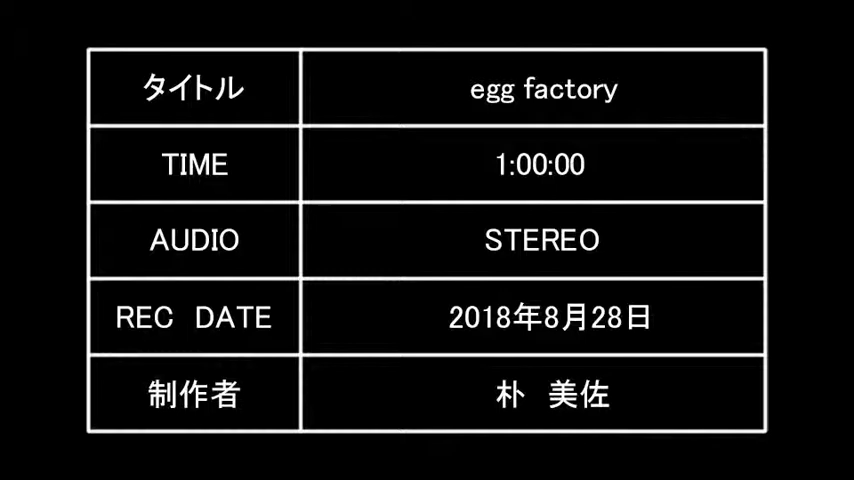 タイトル egg factory
TIME 1:00:00
AUDIO STEREO
REC DATE 2018年8月28日
制作者 朴 美佐